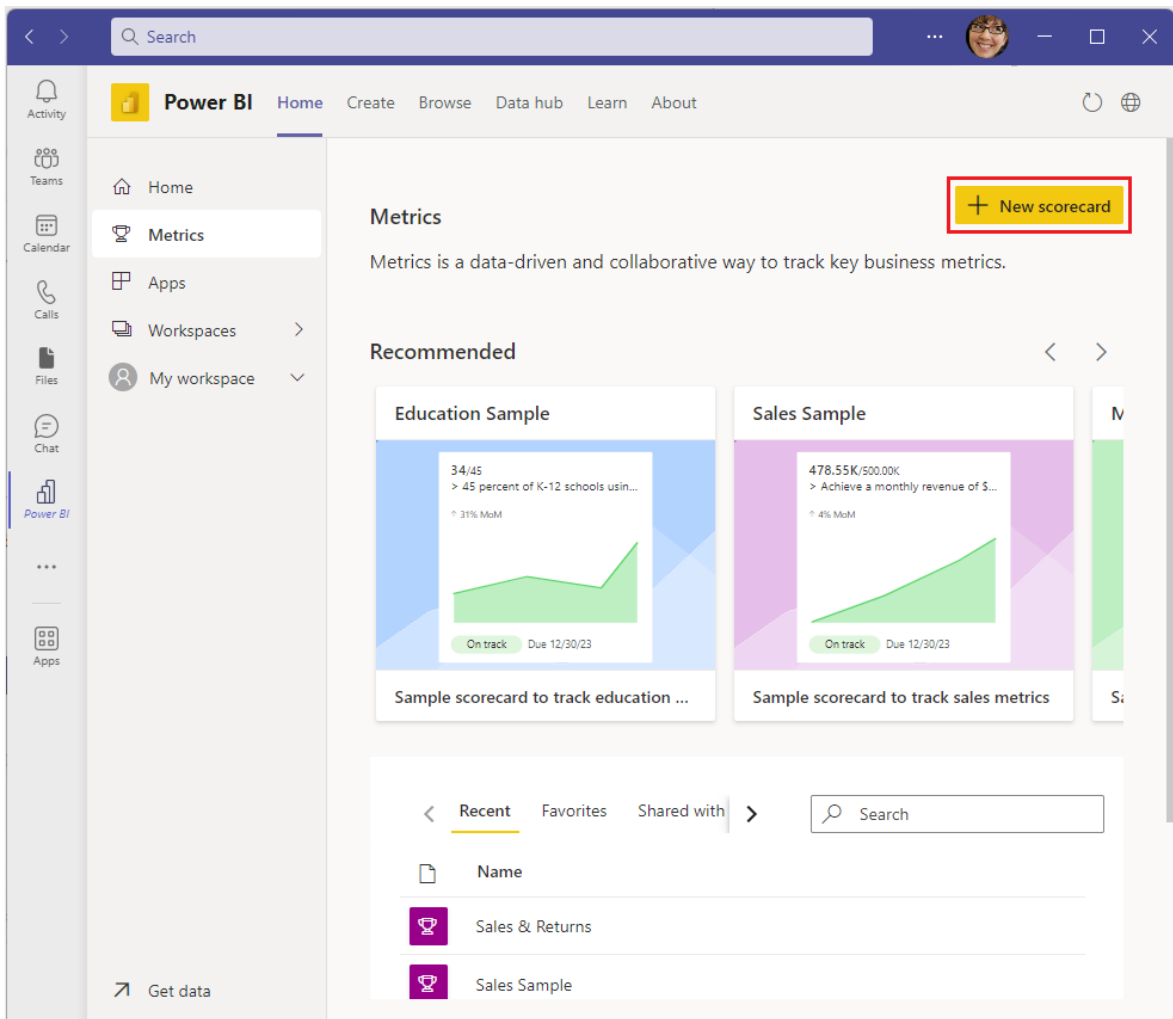 Search
...
Activity
Teams
Calendar
Calls
Files
Chat
Power BI
...
Apps
Power BI Home Create Browse Data hub Learn About
Home
Metrics
Apps
Workspaces
My workspace
Get data
Metrics
+ New scorecard
Metrics is a data-driven and collaborative way to track key business metrics.
Recommended
Education Sample
34/45
> 45 percent of K-12 schools usin...
↑ 31% MoM
On track Due 12/30/23
Sample scorecard to track education ...
Sales Sample
478.55K/500.00K
> Achieve a monthly revenue of $...
↑ 4% MoM
On track Due 12/30/23
Sample scorecard to track sales metrics
Recent Favorites Shared with
Search
Name
Sales & Returns
Sales Sample